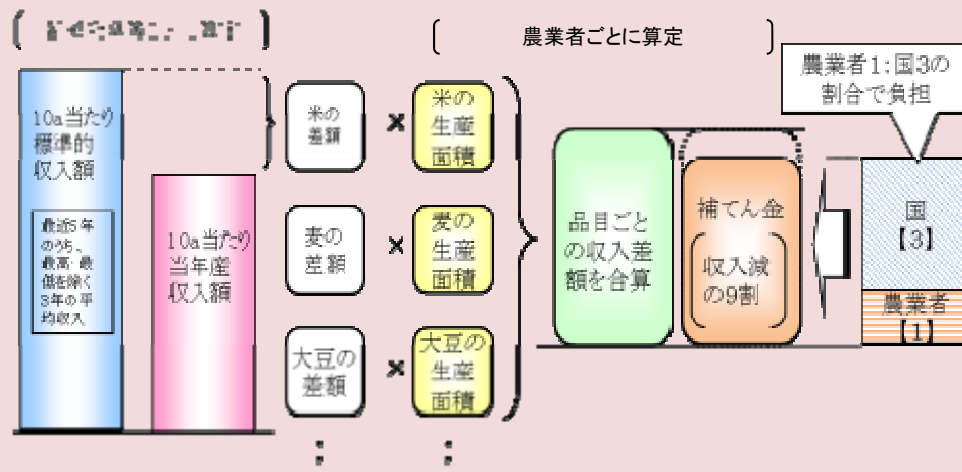 農業者ごとに算定
農業者1:国3の
割合で負担
10a当たり
標準的
収入額
最近5年
のうち、
最高・最
低を除く
3年の平
均収入
10a当たり
当年産
収入額
米の
差額
×
米の
生産
面積
麦の
差額
×
麦の
生産
面積
大豆の
差額
×
大豆の
生産
面積
品目ごと
の収入差
額を合算
補てん金
収入減
の9割
国
【3】
農業者
【1】